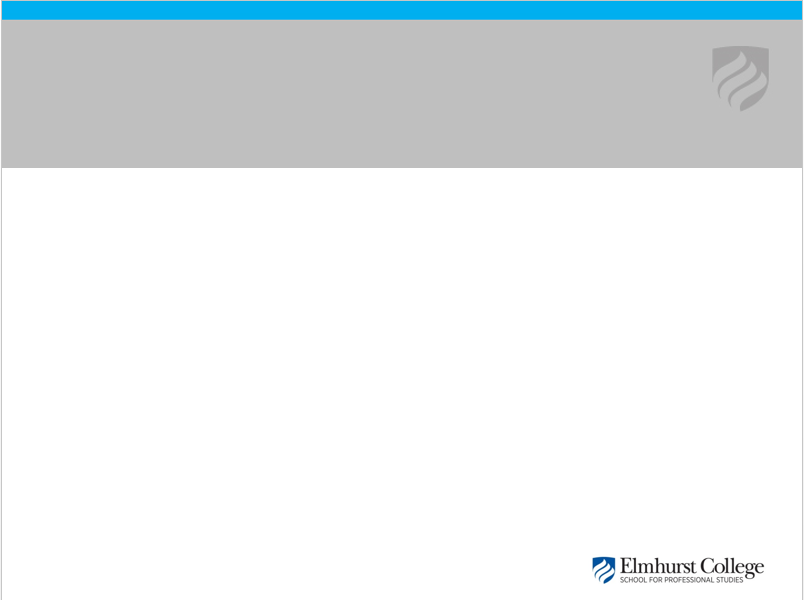 Elmhurst College
SCHOOL FOR PROFESSIONAL STUDIES